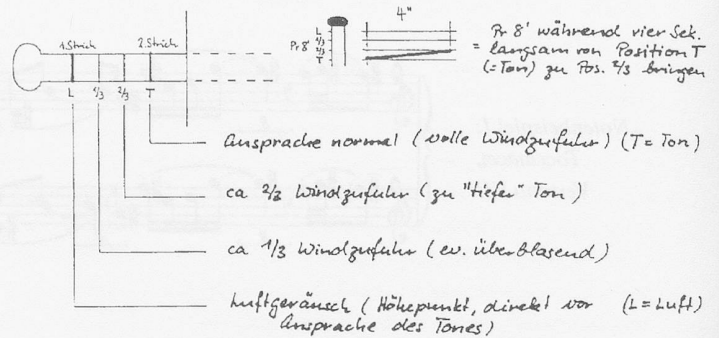 1. Strich 2. Strich
L 1/3 2/3 T
4"
Pr 8'
L
1/3
2/3
T
Pr 8' während vier Sek.
= langsam von Position T
(=Ton) zu Pos. 2/3 bringen
Ansprache normal (volle Windzufuhr) (T = Ton)
ca 2/3 Windzufuhr (zu "tiefer" Ton)
ca 1/3 Windzufuhr (ev. überblasend)
Luftgeräusch (Höhepunkt, direkt vor (L = Luft)
Ansprache des Tones)